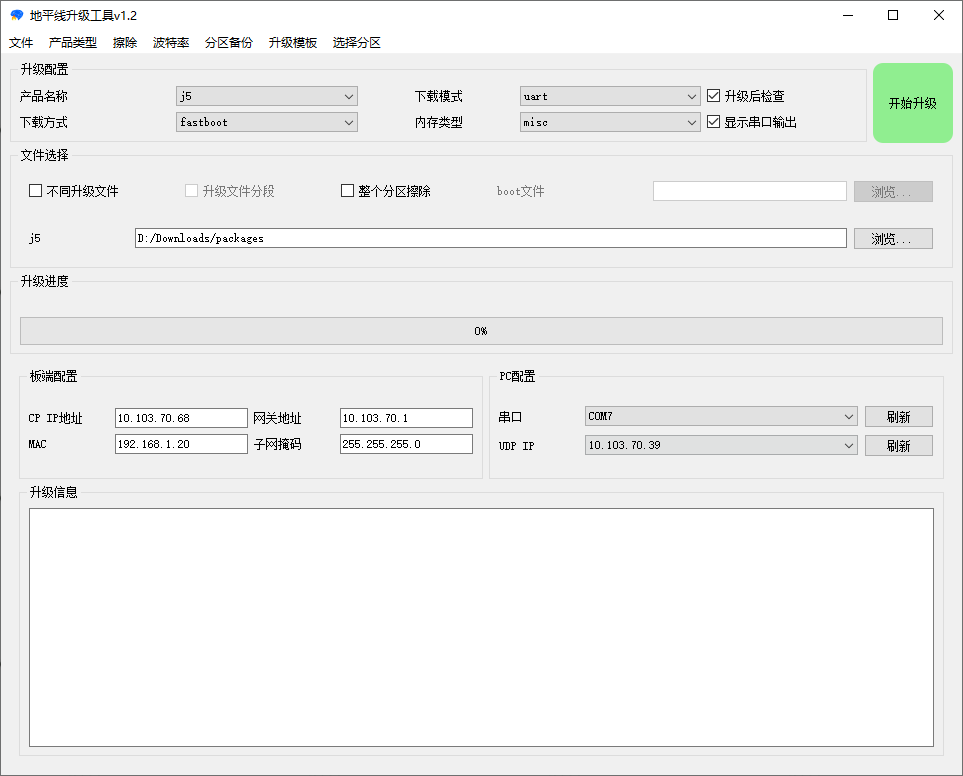 地平线升级工具v1.2
文件 产品类型 擦除 波特率 分区备份 升级模板 选择分区
升级配置
产品名称 j5 下载模式 uart 升级后检查
下载方式 fastboot 内存类型 misc 显示串口输出
开始升级
文件选择
不同升级文件 升级文件分段 整个分区擦除 boot文件 浏览...
j5 D:/Downloads/packages 浏览...
升级进度
0%
板端配置
CP IP地址 10.103.70.68 网关地址 10.103.70.1
MAC 192.168.1.20 子网掩码 255.255.255.0
PC配置
串口 COM7 刷新
UDP IP 10.103.70.39 刷新
升级信息